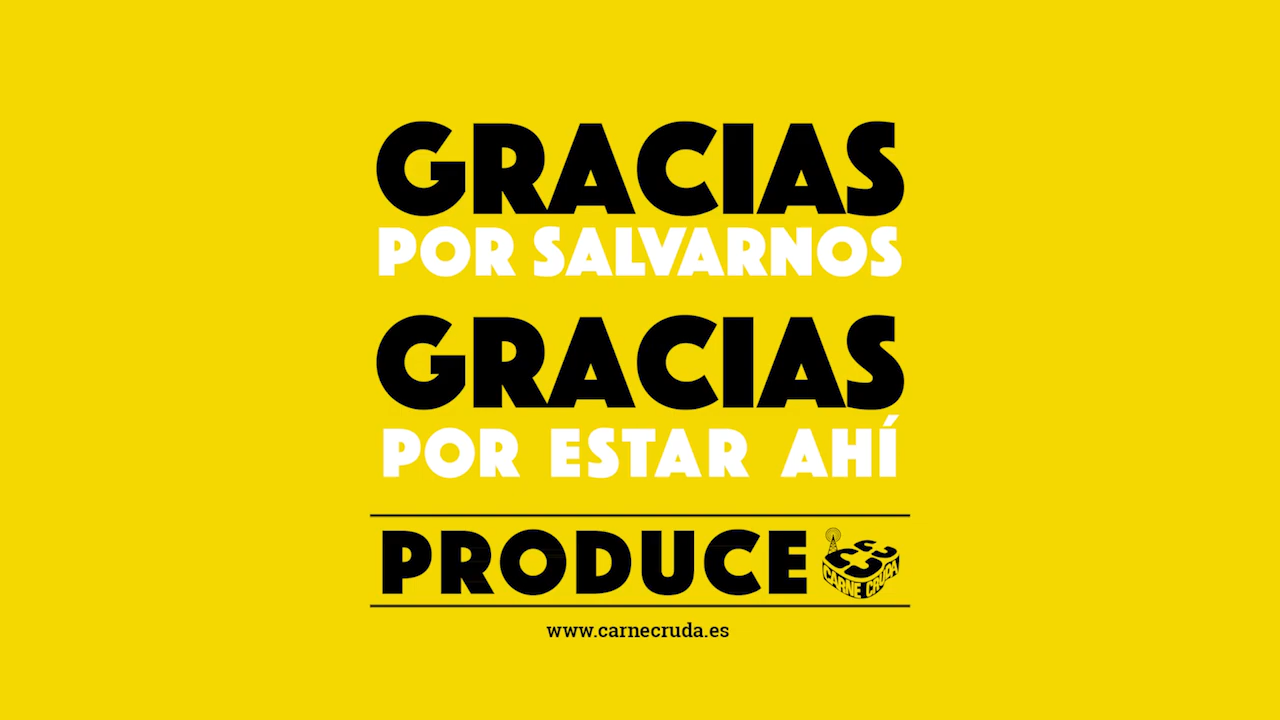 GRACIAS
POR SALVARNOS
GRACIAS
POR ESTAR AHÍ
PRODUCE CARNE CRUDA
www.carnecruda.es